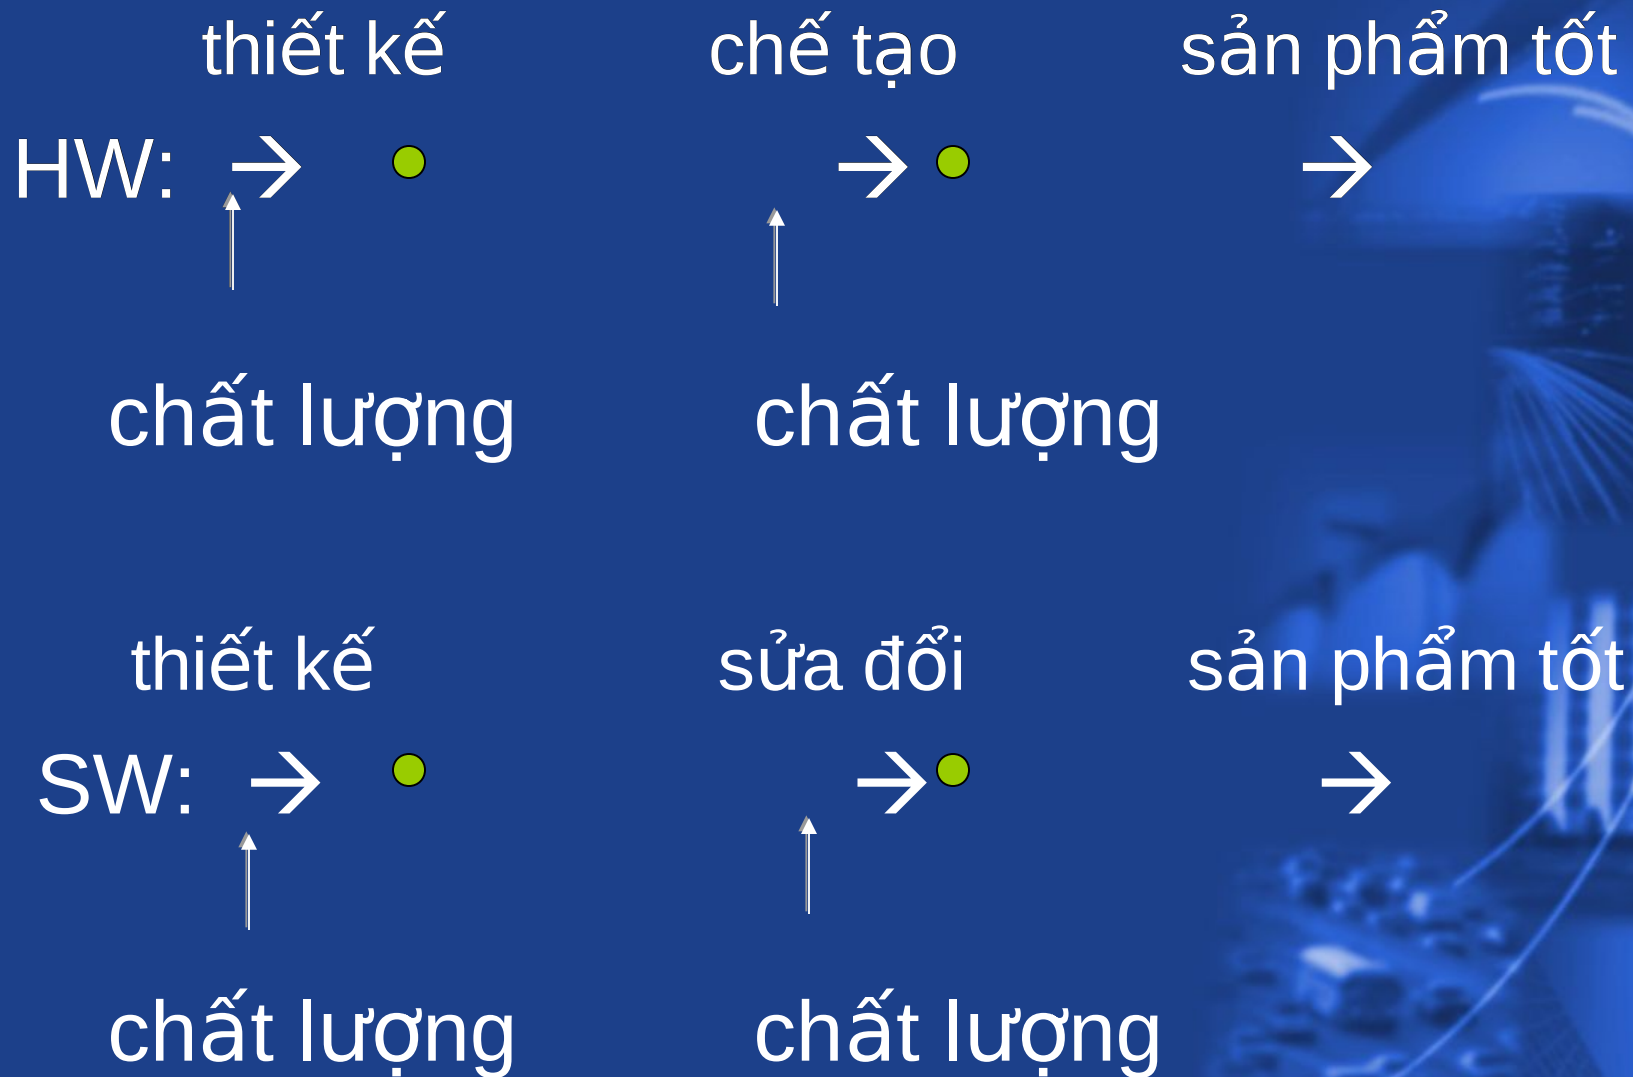 thiết kế chế tạo sản phẩm tốt
HW: → → →
chất lượng chất lượng
thiết kế sửa đổi sản phẩm tốt
SW: → → →
chất lượng chất lượng